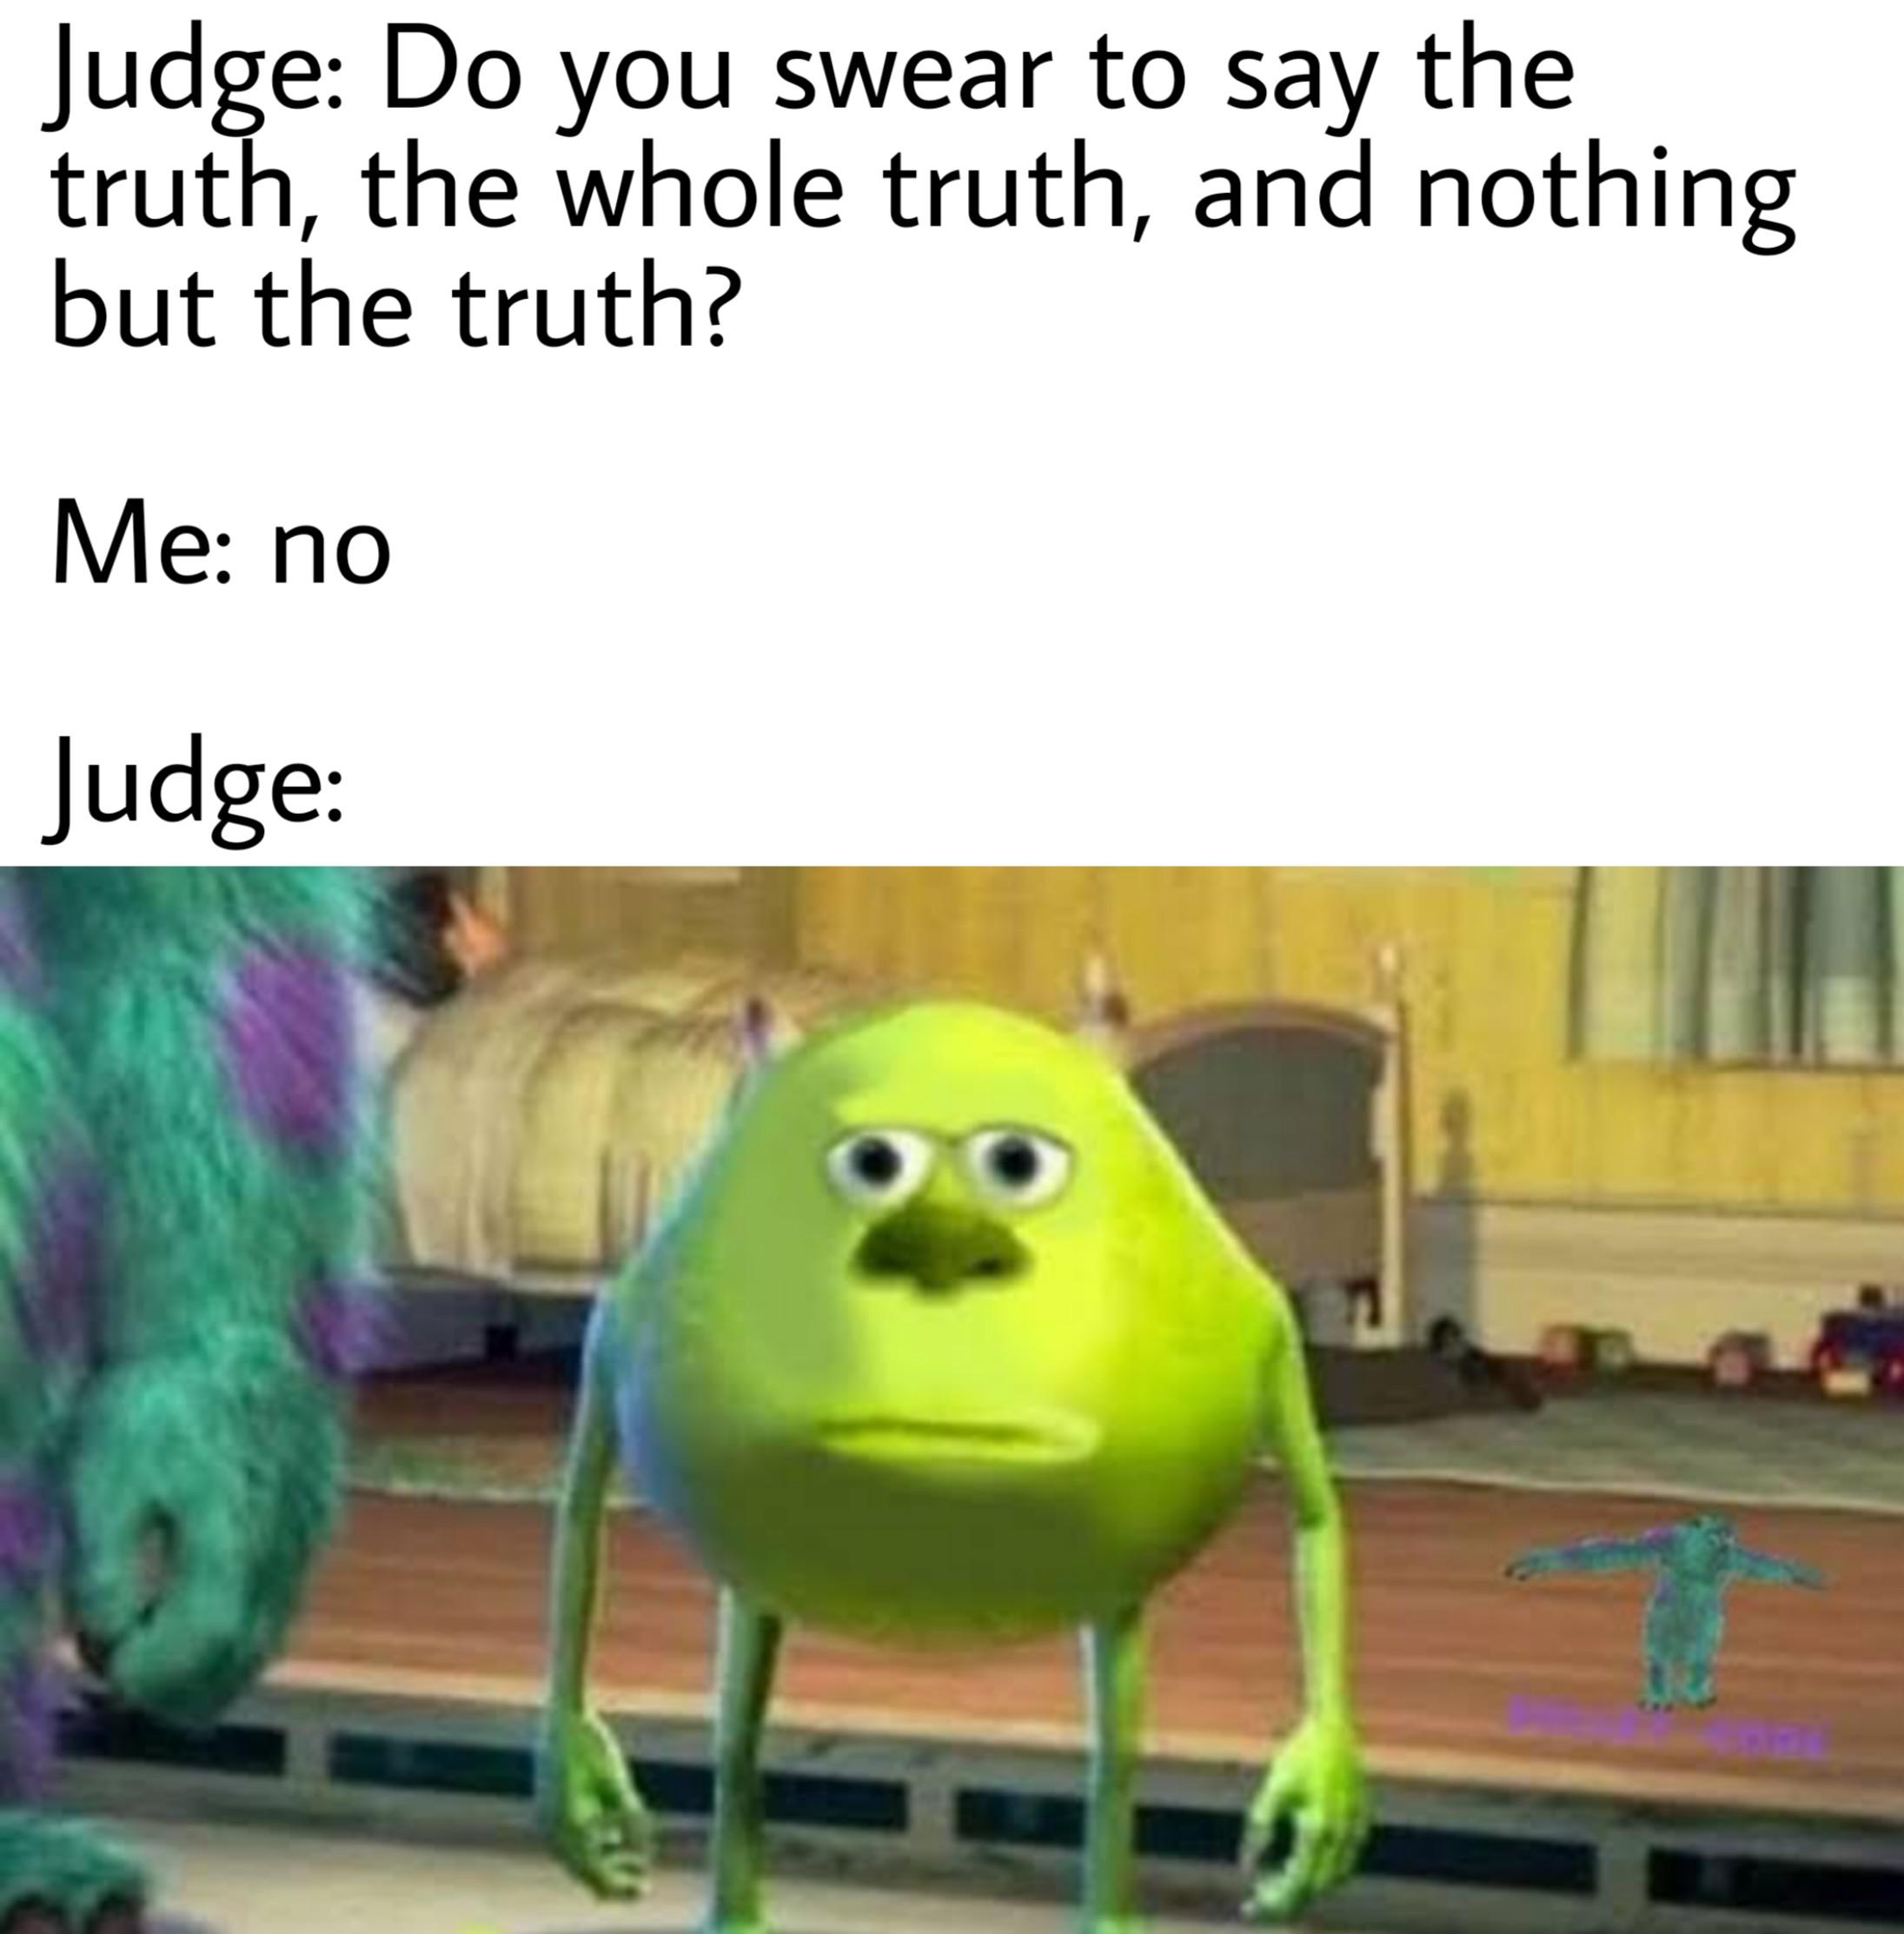 Judge: Do you swear to say the
truth, the whole truth, and nothing
but the truth?
Me: no
Judge: